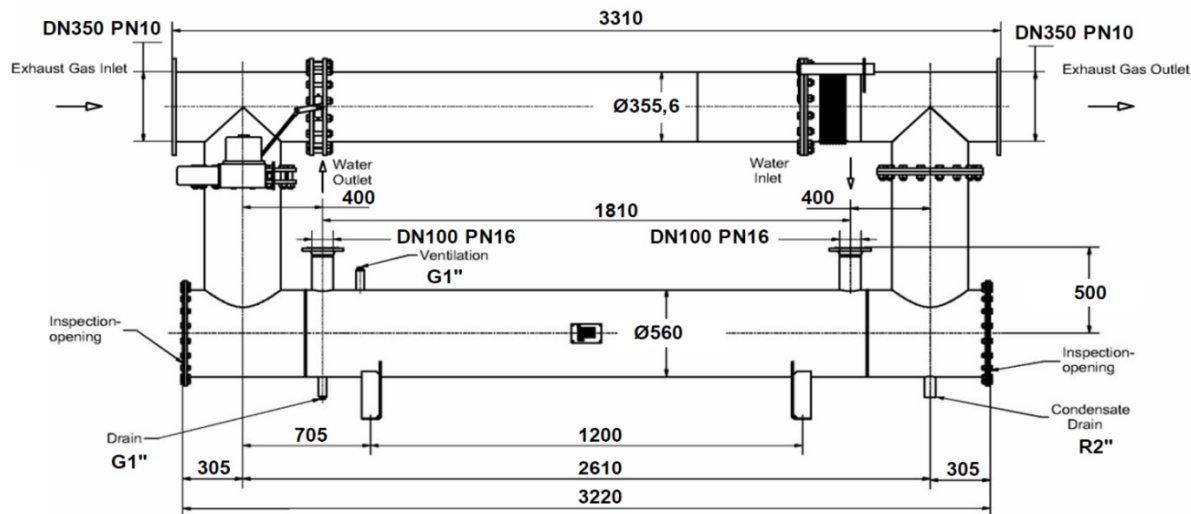 3310
DN350 PN10
DN350 PN10
Exhaust Gas Inlet
Exhaust Gas Outlet
Ø355,6
Water
Outlet
Water
Inlet
400
400
1810
DN100 PN16
DN100 PN16
Ventilation
G1"
500
Inspection-
opening
Ø560
Inspection-
opening
Drain
G1"
Condensate
Drain
R2"
705
1200
305
2610
305
3220